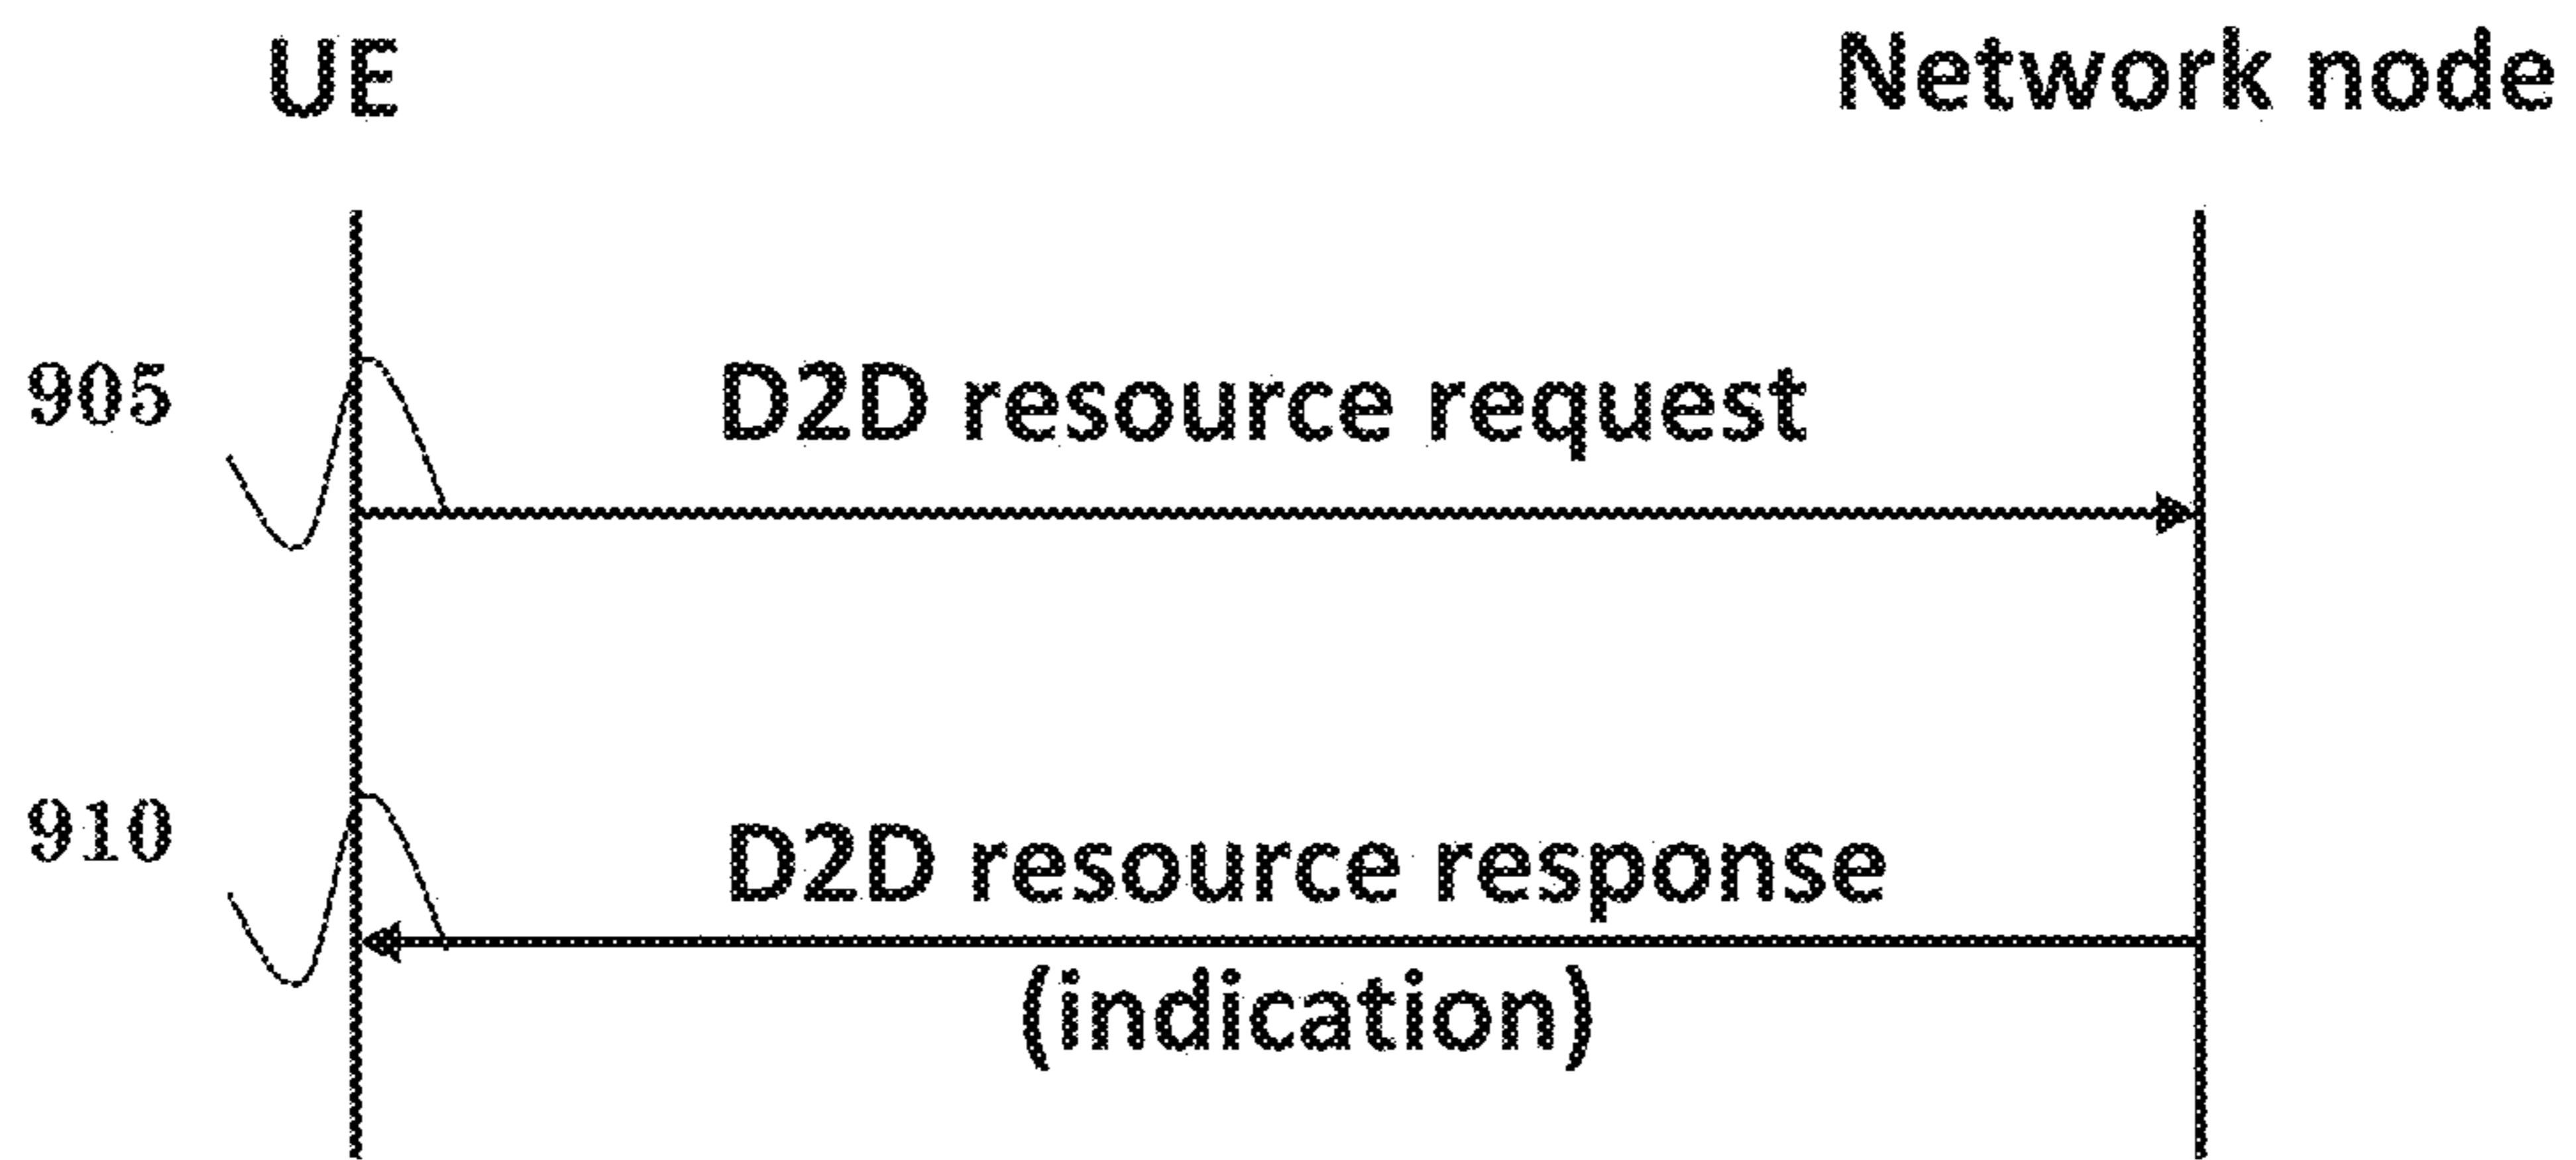 UE
Network node
905
D2D resource request
910
D2D resource response
(indication)